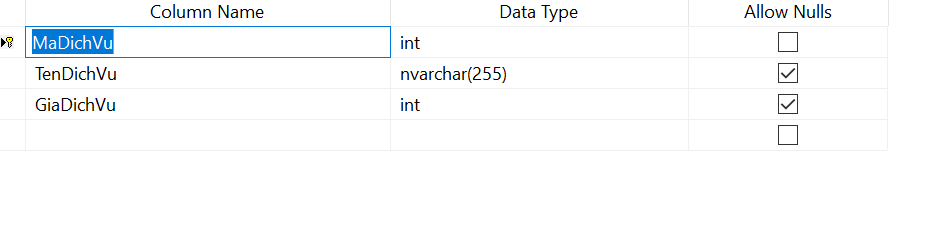 Column Name Data Type Allow Nulls
MaDichVu int
TenDichVu nvarchar(255)
GiaDichVu int